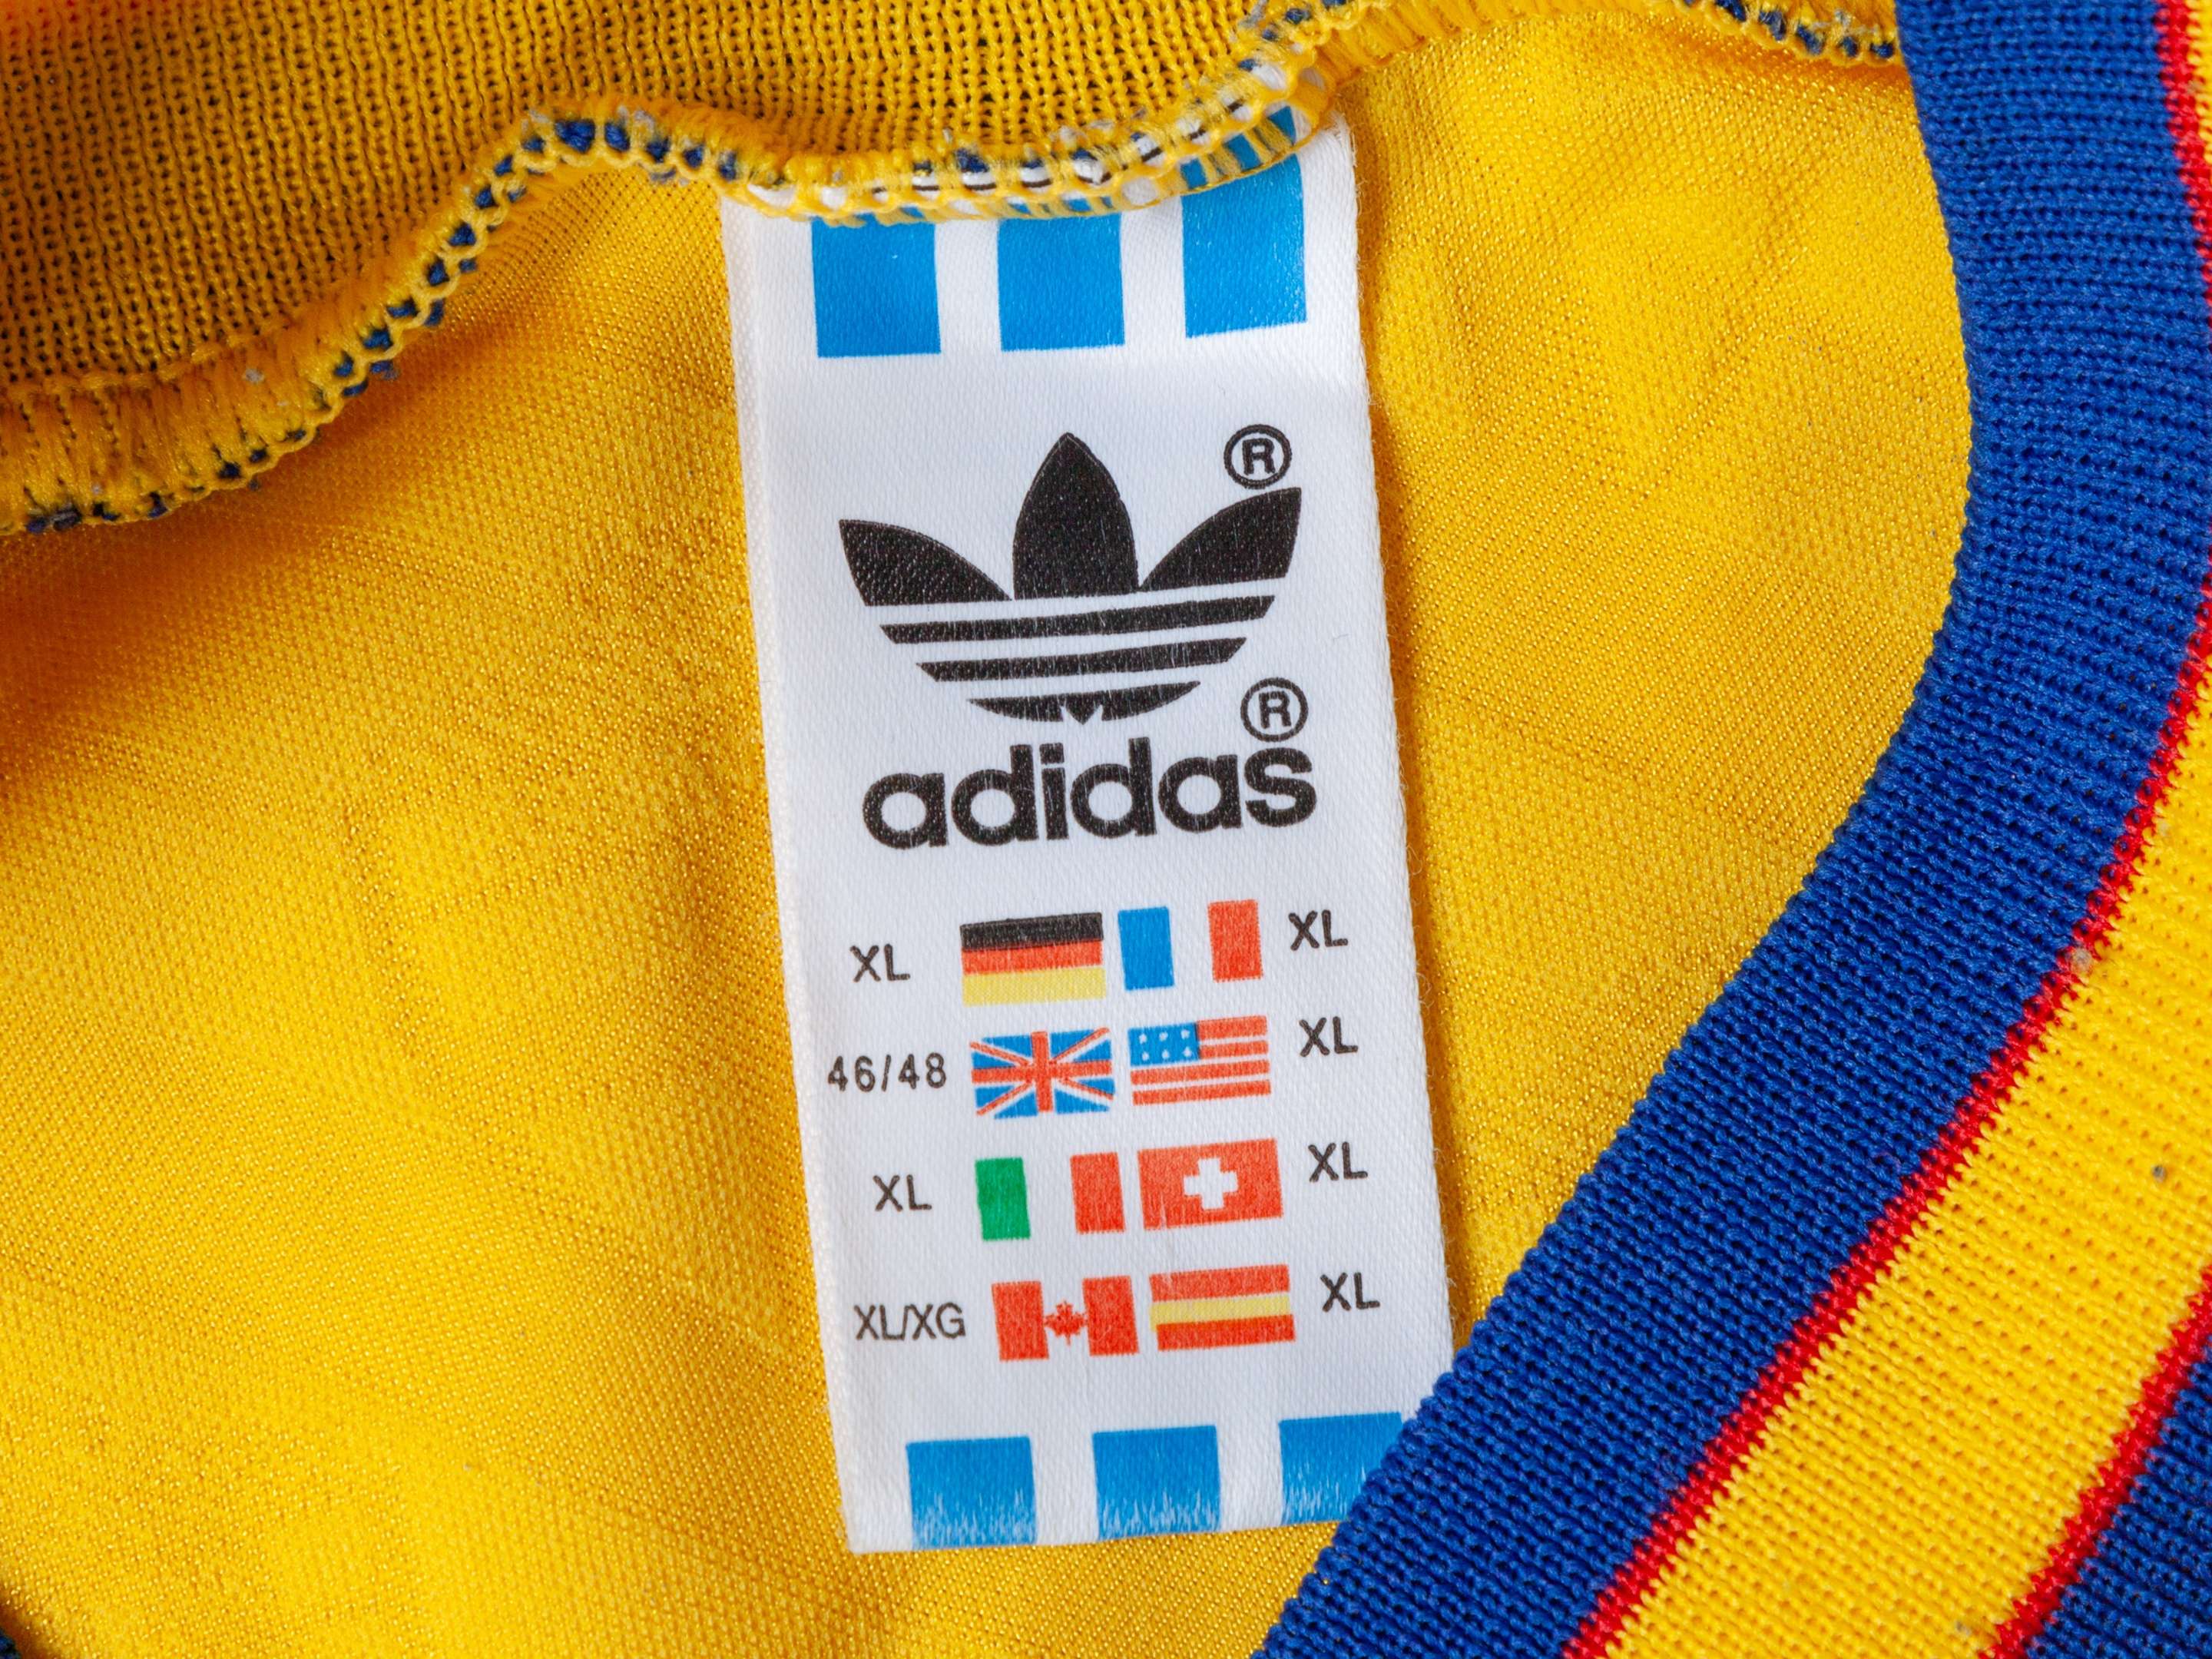 ®
®
adidas
XL XL
46/48 XL
XL XL
XL/XG XL